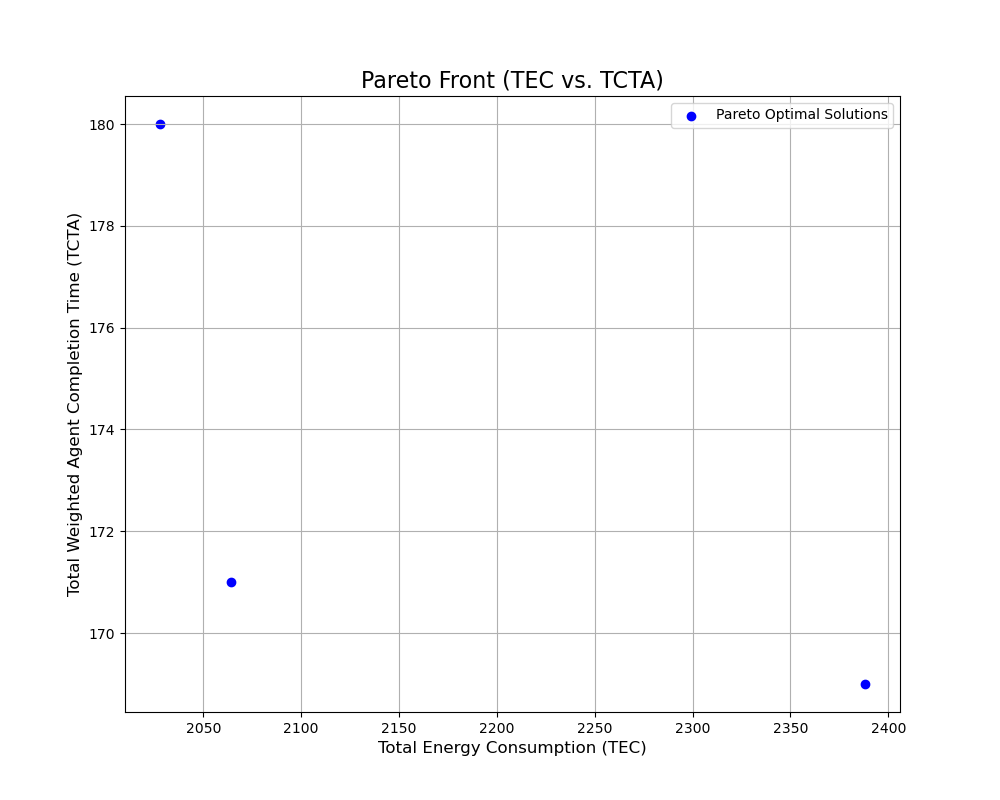 Pareto Front (TEC vs. TCTA)
Pareto Optimal Solutions
180
178
176
174
172
170
Total Weighted Agent Completion Time (TCTA)
2050 2100 2150 2200 2250 2300 2350 2400
Total Energy Consumption (TEC)